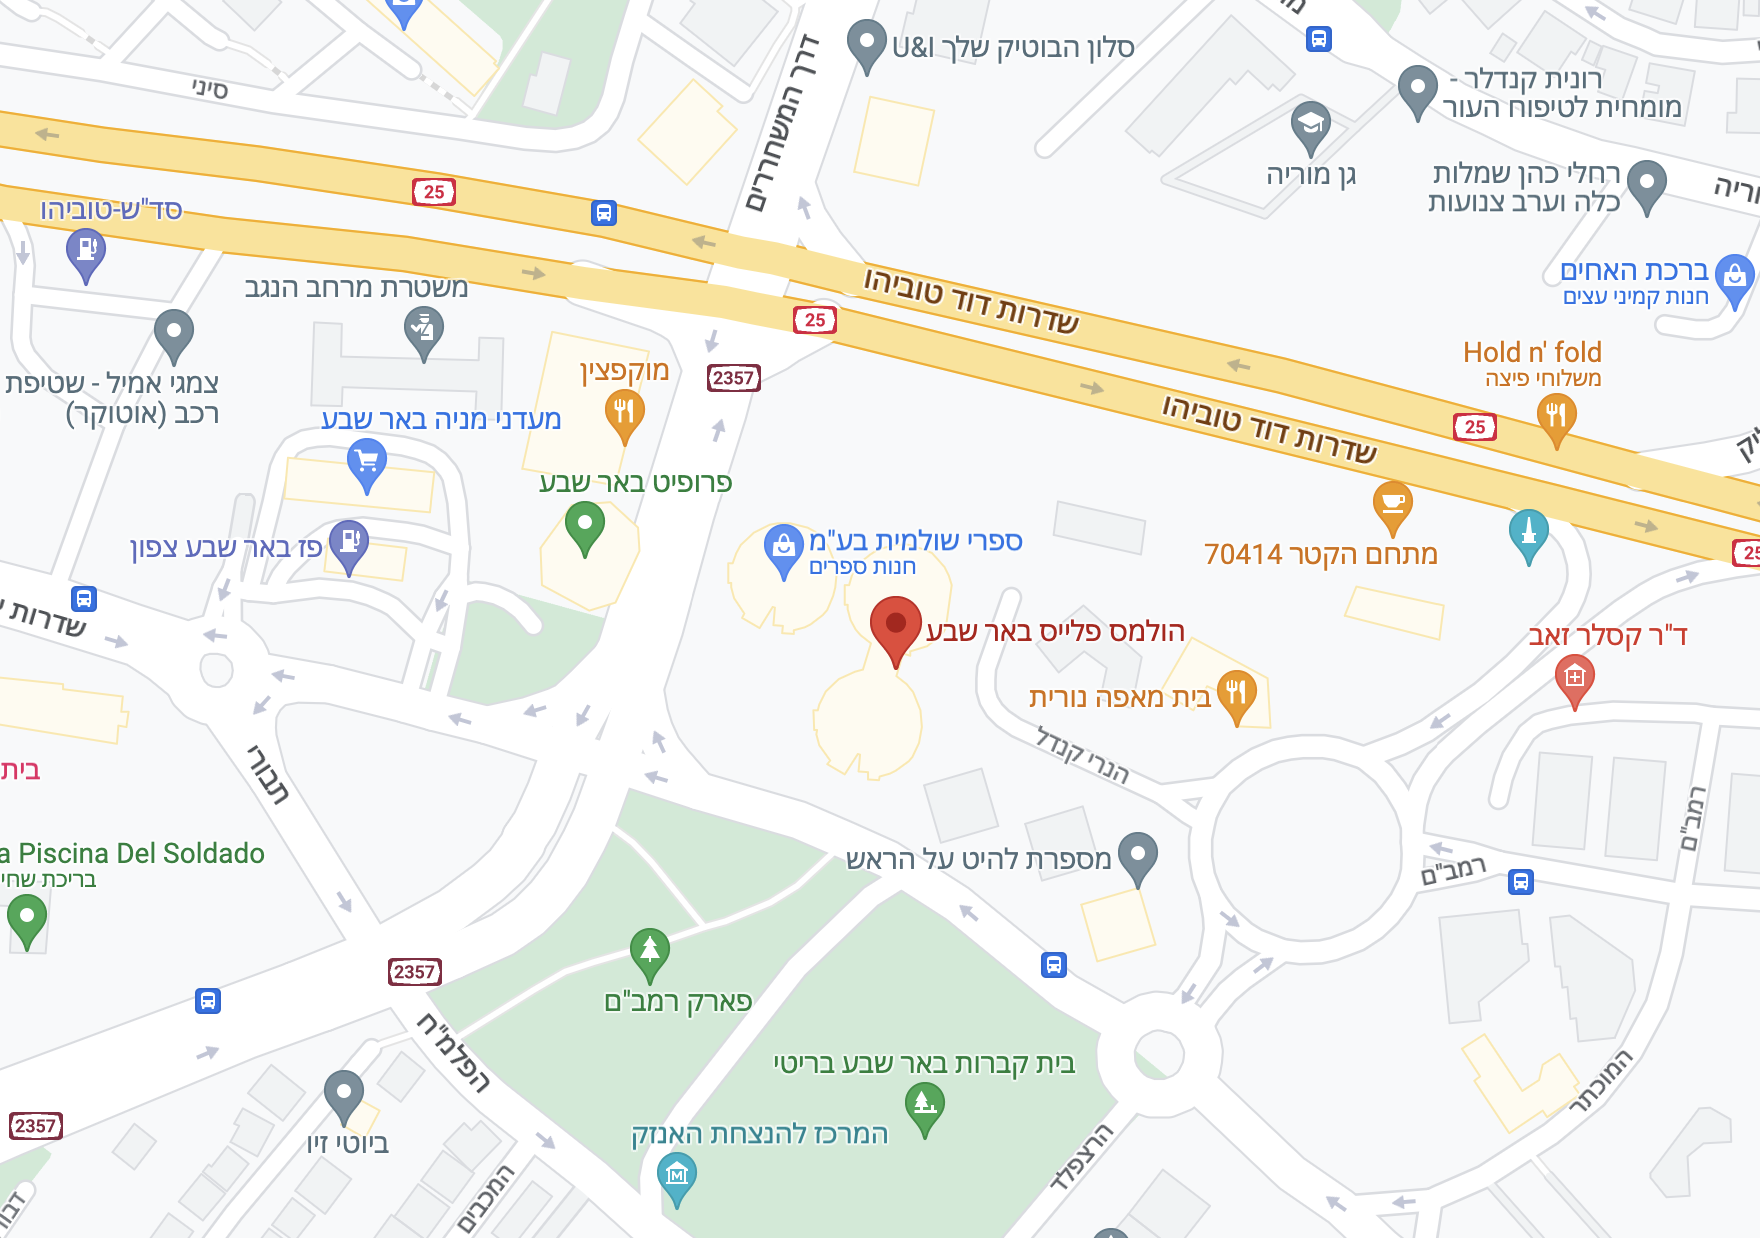 סיני
דרך המשחררים
סלון הבוטיק שלך U&I
רונית קנדלר -
מומחית לטיפוח העור
גן מוריה
רחלי כהן שמלות
כלה וערב צנועות
25
סד"ש-טוביהו
משטרת מרחב הנגב
שדרות דוד טוביהו
ברכת האחים
חנות קמיני עצים
25
צמגי אמיל - שטיפת
רכב (אוטוקר)
מוקפצין
2357
Hold n' fold
משלוחי פיצה
מעדני מניה באר שבע
שדרות דוד טוביהו
25
פרופיט באר שבע
פז באר שבע צפון
ספרי שולמית בע"מ
חנות ספרים
מתחם הקטר 70414
25
שדרות
הולמס פלייס באר שבע
ד"ר קסלר זאב
בית מאפה נורית
הנרי קנדל
בית
תבורי
a Piscina Del Soldado
בריכת שחי
מספרת להיט על הראש
רמב"ם
רמב"ם
2357
פארק רמב"ם
הפלמ"ח
בית קברות באר שבע בריטי
המוכתר
2357
ביוטי זיו
המרכז להנצחת האנזק
הרצפלד
המכבים